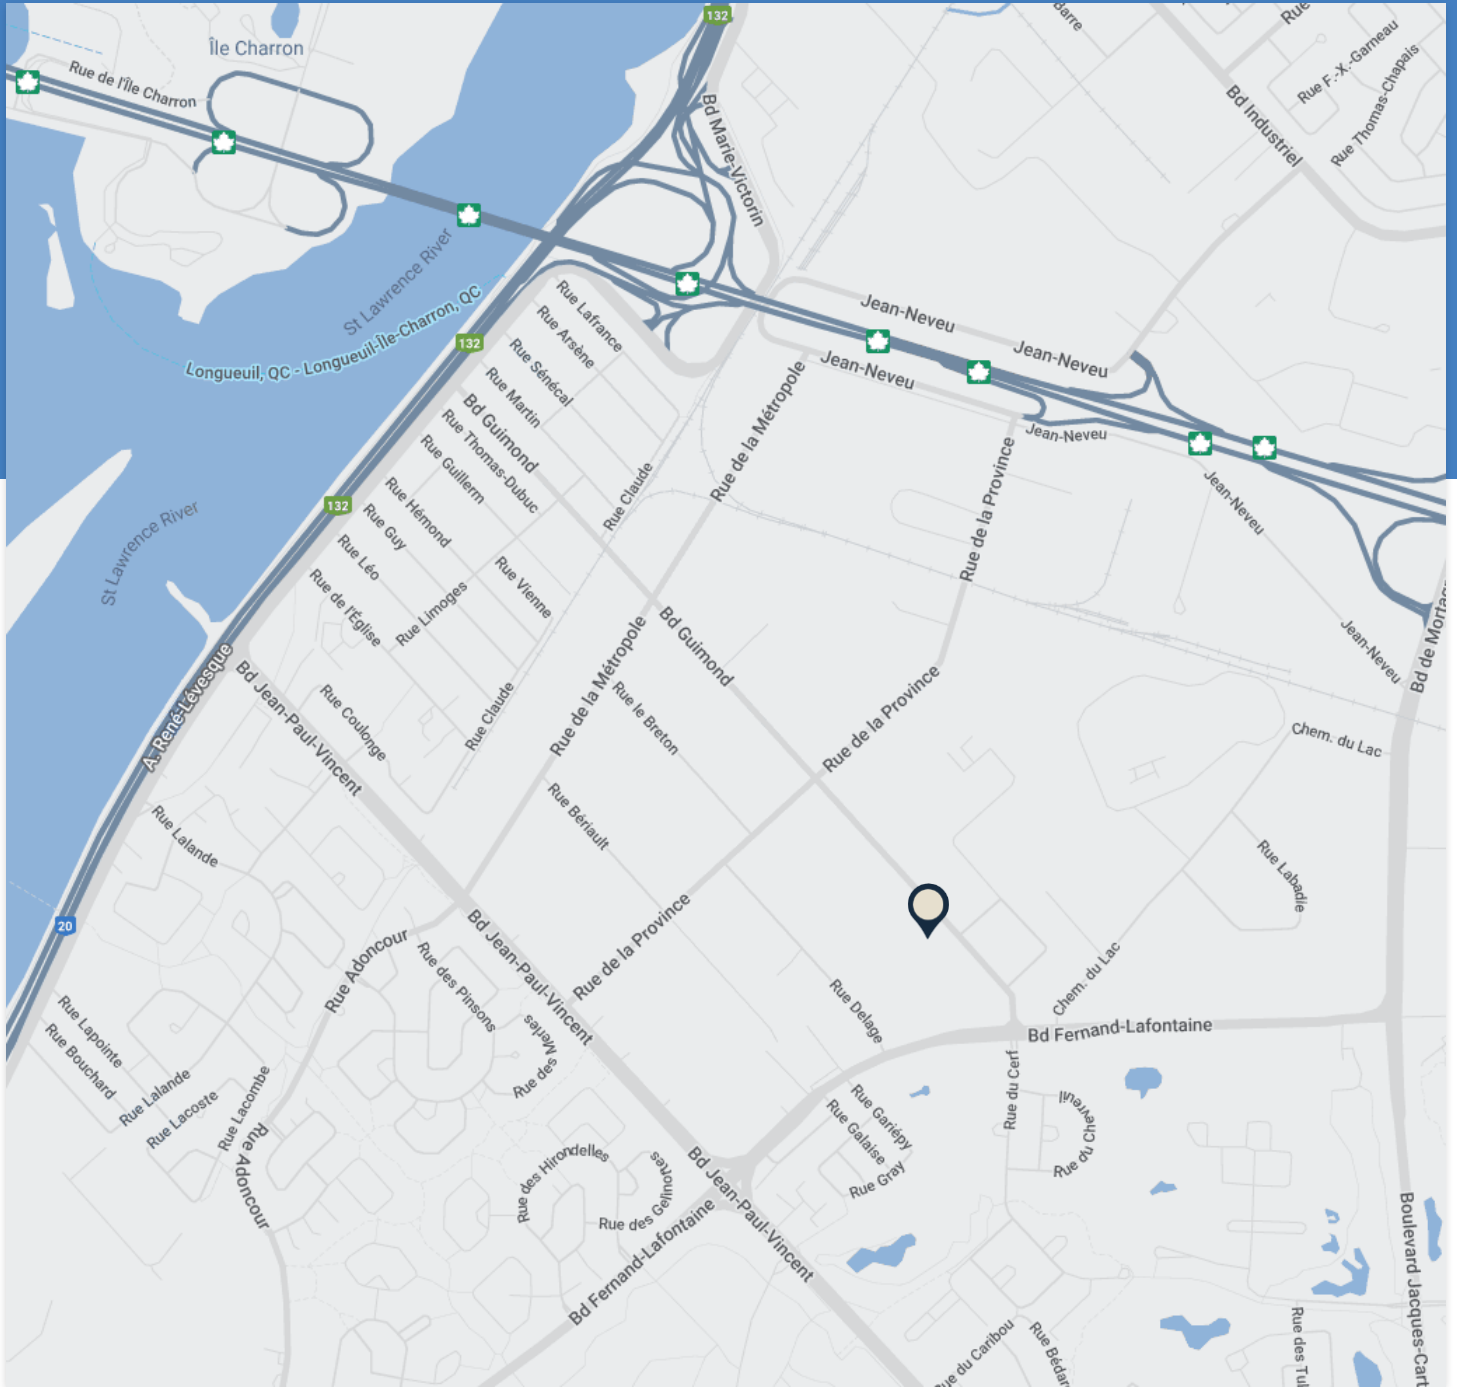 132
Île Charron
Barre
Rue
Rue F.-X.-Garneau
Rue de l'Île Charron
Rue Thomas-Chapais
Bd Industriel
Bd Marie-Victorin
St Lawrence River
Longueuil, QC - Longueuil-Île-Charron, QC
Rue Lafrance
Jean-Neveu
Rue Arsène
132
Jean-Neveu
Rue Sénécal
Jean-Neveu
Rue Martin
Rue de la Métropole
Bd Guimond
Jean-Neveu
Rue Thomas-Dubuc
Rue Guillerm
Rue Claude
Rue de la Province
Jean-Neveu
132
Rue Hémond
St Lawrence River
Rue Guy
Rue Léo
Rue Vienne
Rue de l'Église
Rue Limoges
Bd Guimond
Jean-Neveu
Bd de Mortag
A. René-Lévesque
Rue de la Métropole
Bd Jean-Paul-Vincent
Rue Coulonge
Rue Claude
Rue le Breton
Rue de la Province
Chem. du Lac
Rue Lalande
Rue Bériault
Rue Labadie
20
Rue Adoncour
Bd Jean-Paul-Vincent
Rue de la Province
Rue des Pinsons
Chem. du Lac
Rue Delage
Rue Lapointe
Rue Bouchard
Rue des Merles
Bd Fernand-Lafontaine
Rue Lalande
Rue Lacoste
Rue Lacombe
Rue du Cerf
Rue du Chevreuil
Rue Gariépy
Rue Galaise
Rue Gray
Rue Adoncour
Rue des Hirondelles
Rue des Gelinottes
Bd Jean-Paul-Vincent
Bd Fernand-Lafontaine
Boulevard Jacques-Cart
ue du Caribou
Rue Bédar
Rue des Tul